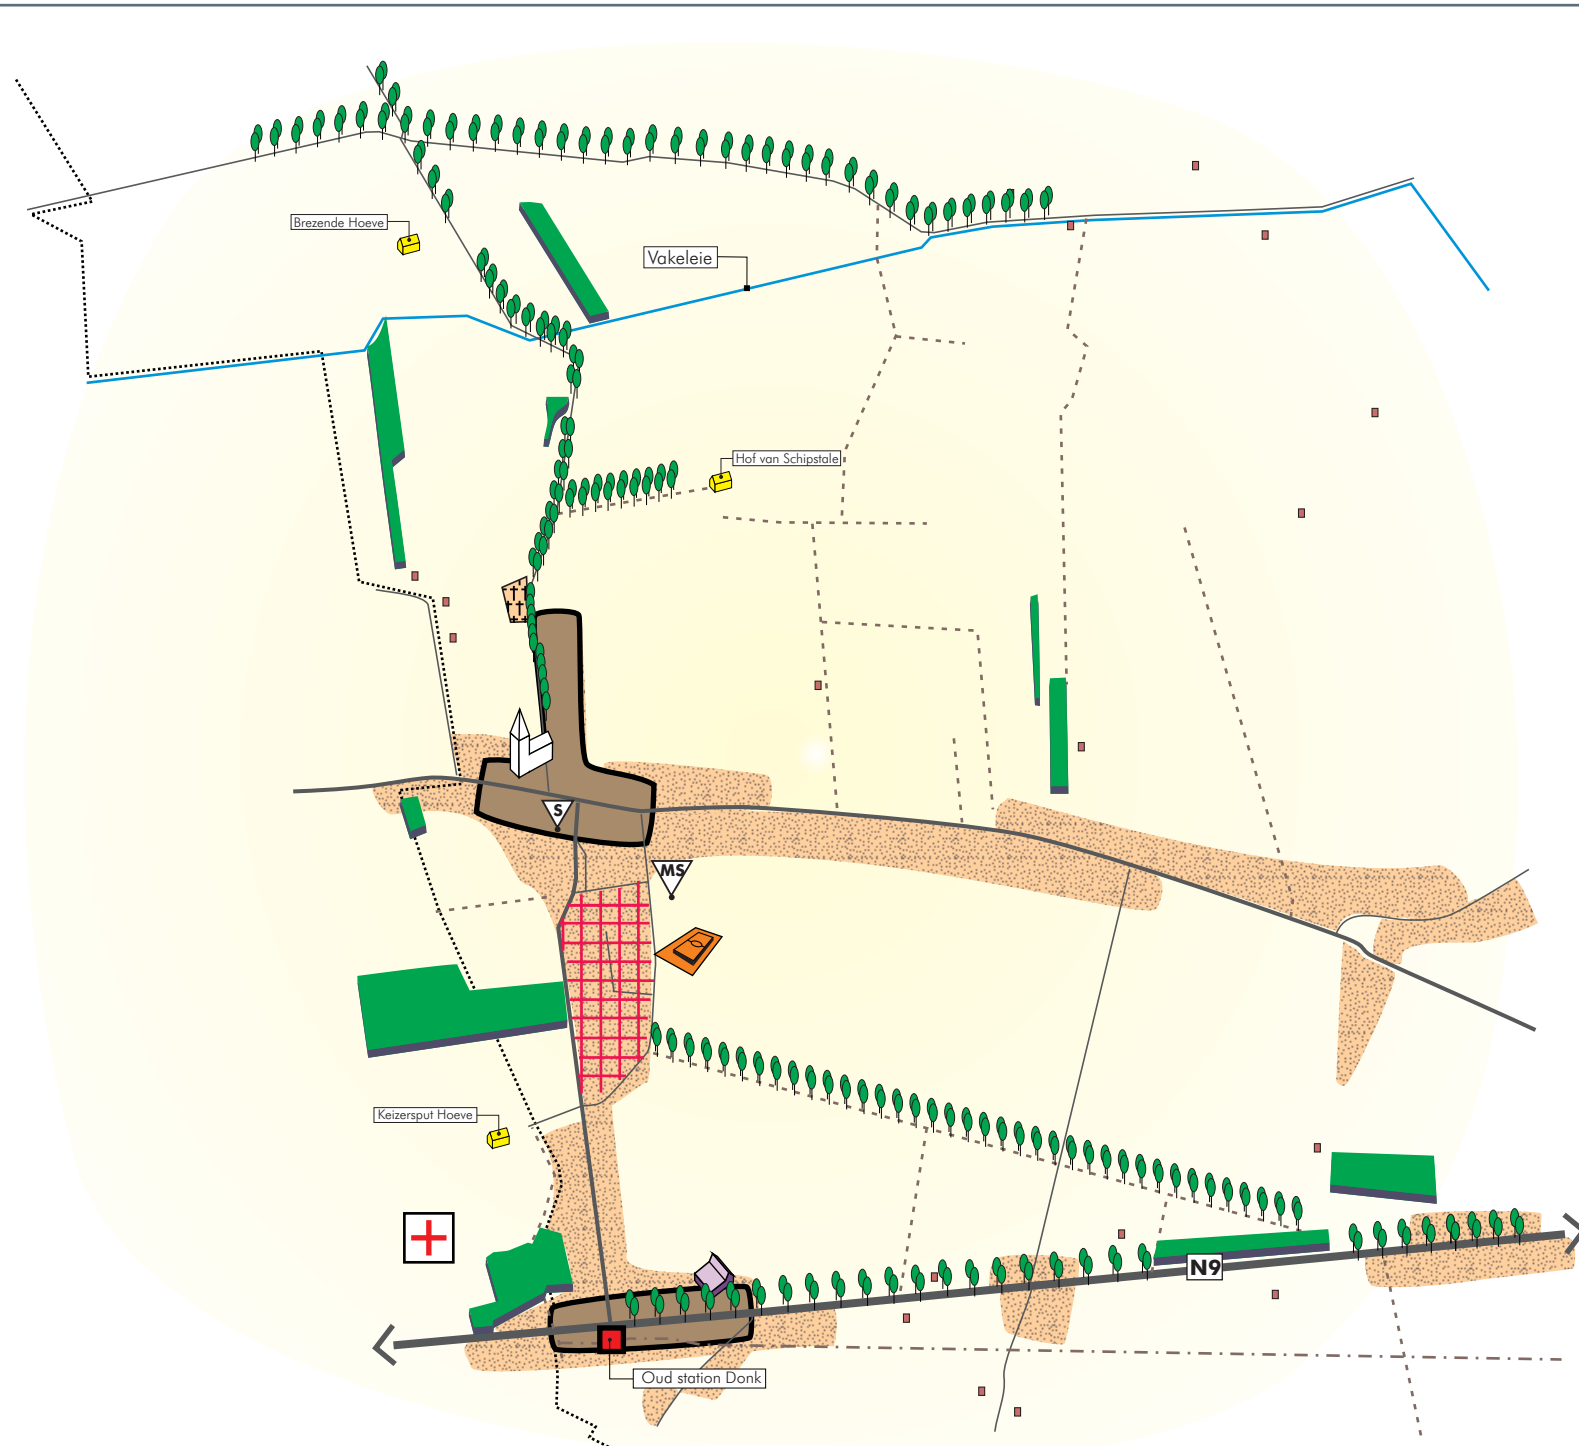 Brezende Hoeve
Vakeleie
Hof van Schipstale
S
MS
Keizersput Hoeve
N9
Oud station Donk